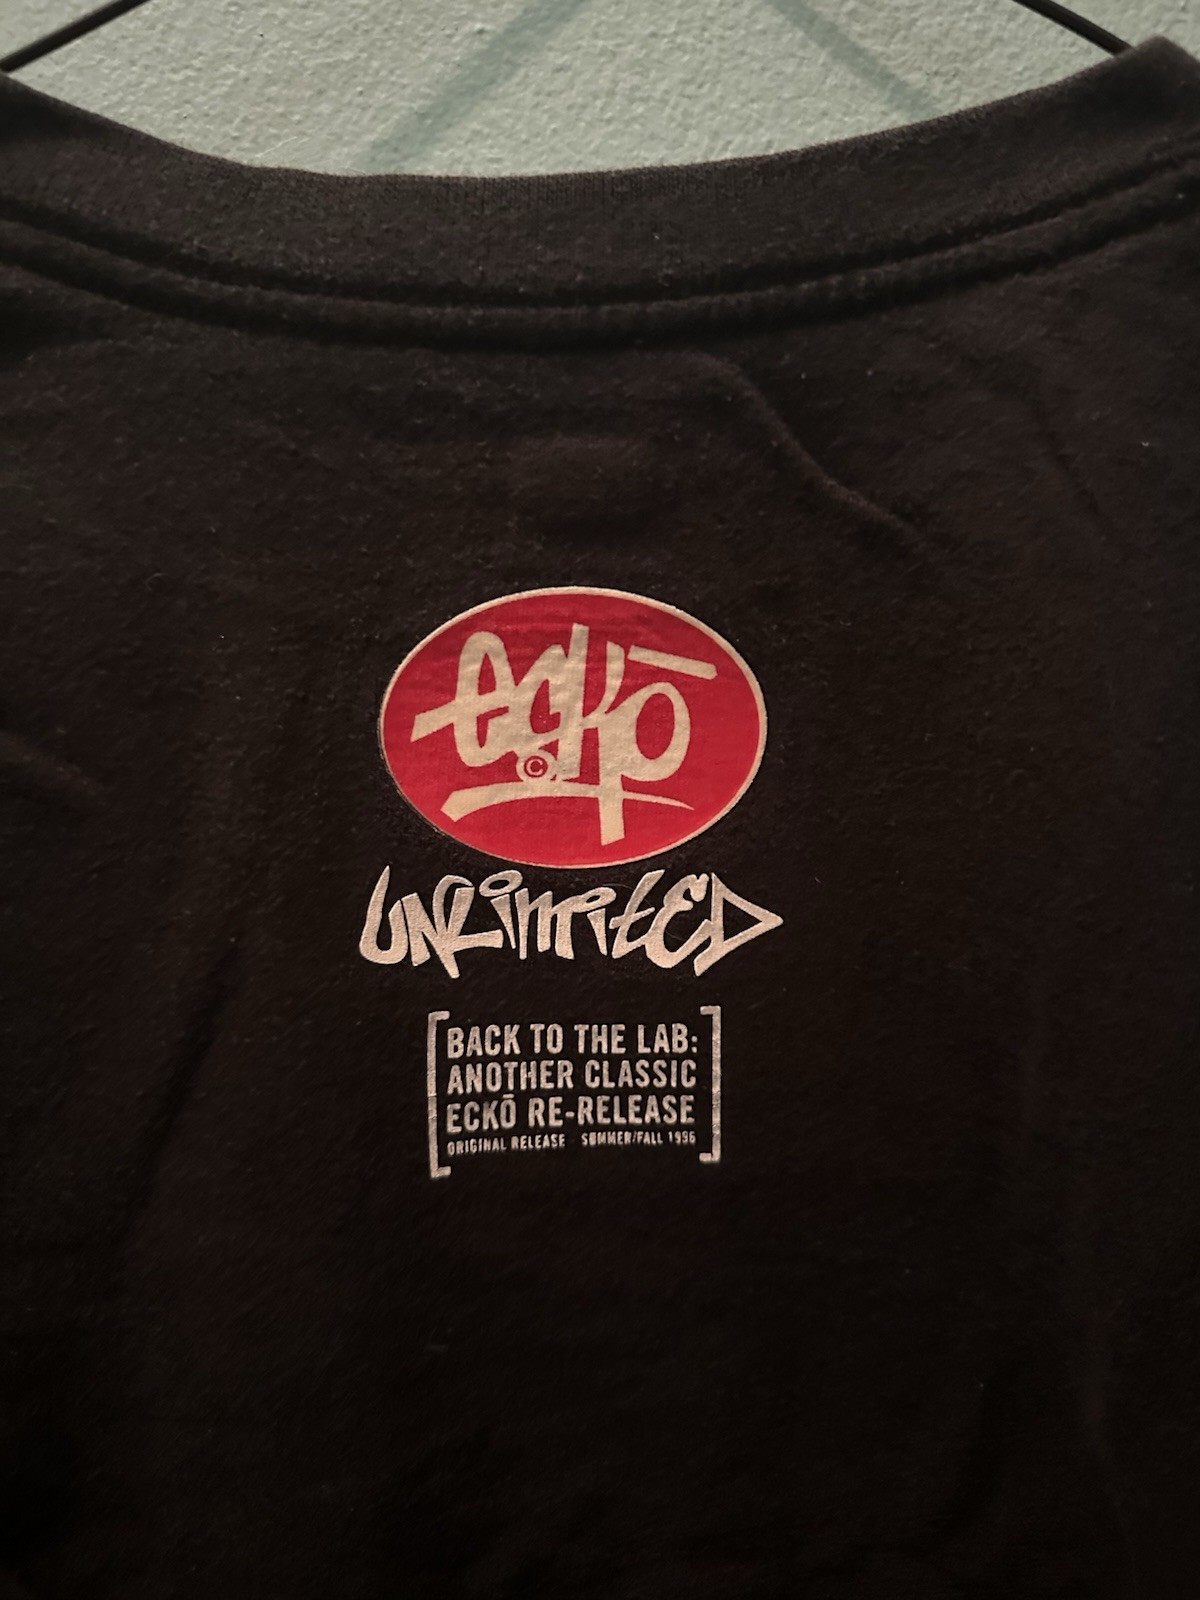 eckō
©
UNLIMITED
BACK TO THE LAB:
ANOTHER CLASSIC
ECKŌ RE-RELEASE
ORIGINAL RELEASE SUMMER/FALL 1996